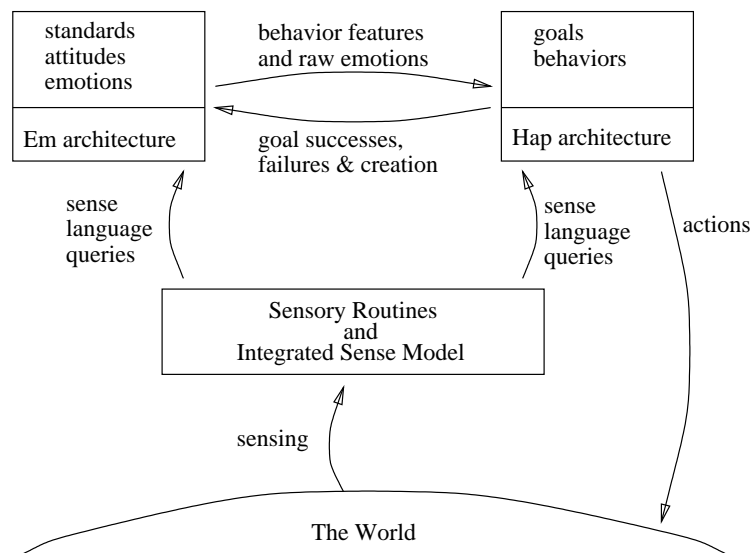 standards
attitudes
emotions
Em architecture
behavior features
and raw emotions
goal successes,
failures & creation
goals
behaviors
Hap architecture
sense
language
queries
sense
language
queries
actions
Sensory Routines
and
Integrated Sense Model
sensing
The World